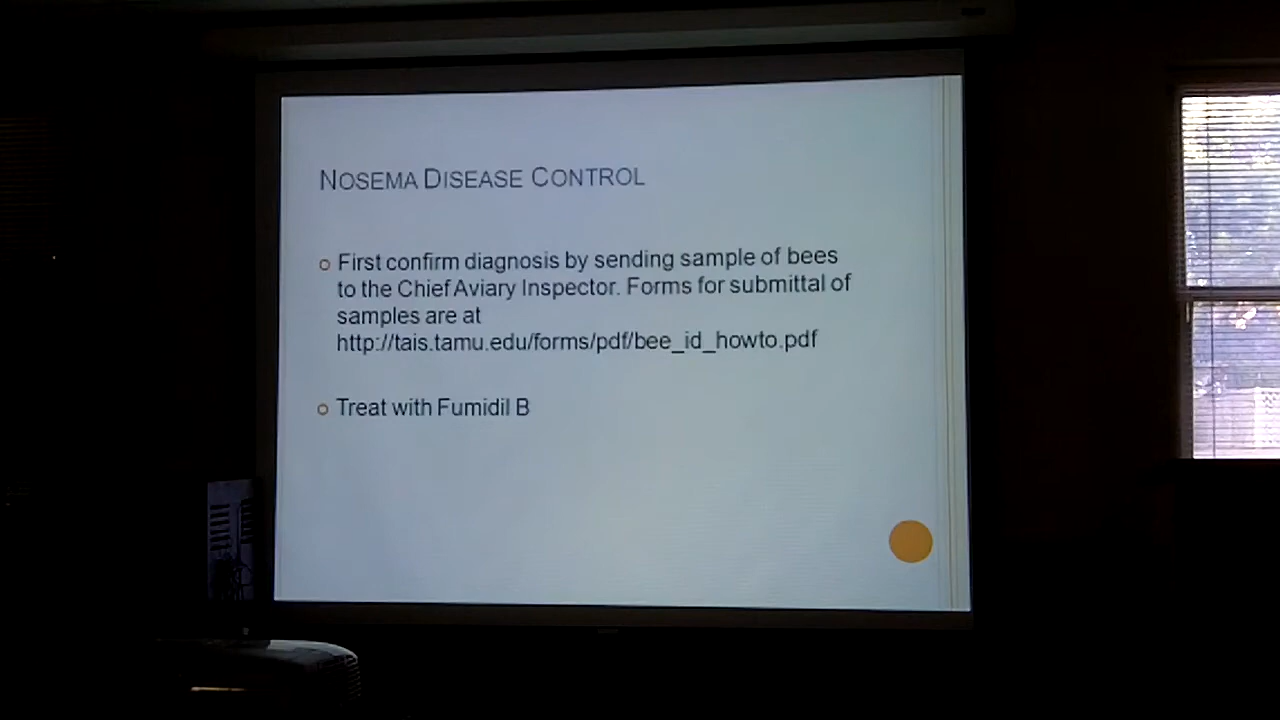 NOSEMA DISEASE CONTROL
First confirm diagnosis by sending sample of bees
to the Chief Aviary Inspector. Forms for submittal of
samples are at
http://tais.tamu.edu/forms/pdf/bee_id_howto.pdf
Treat with Fumidil B